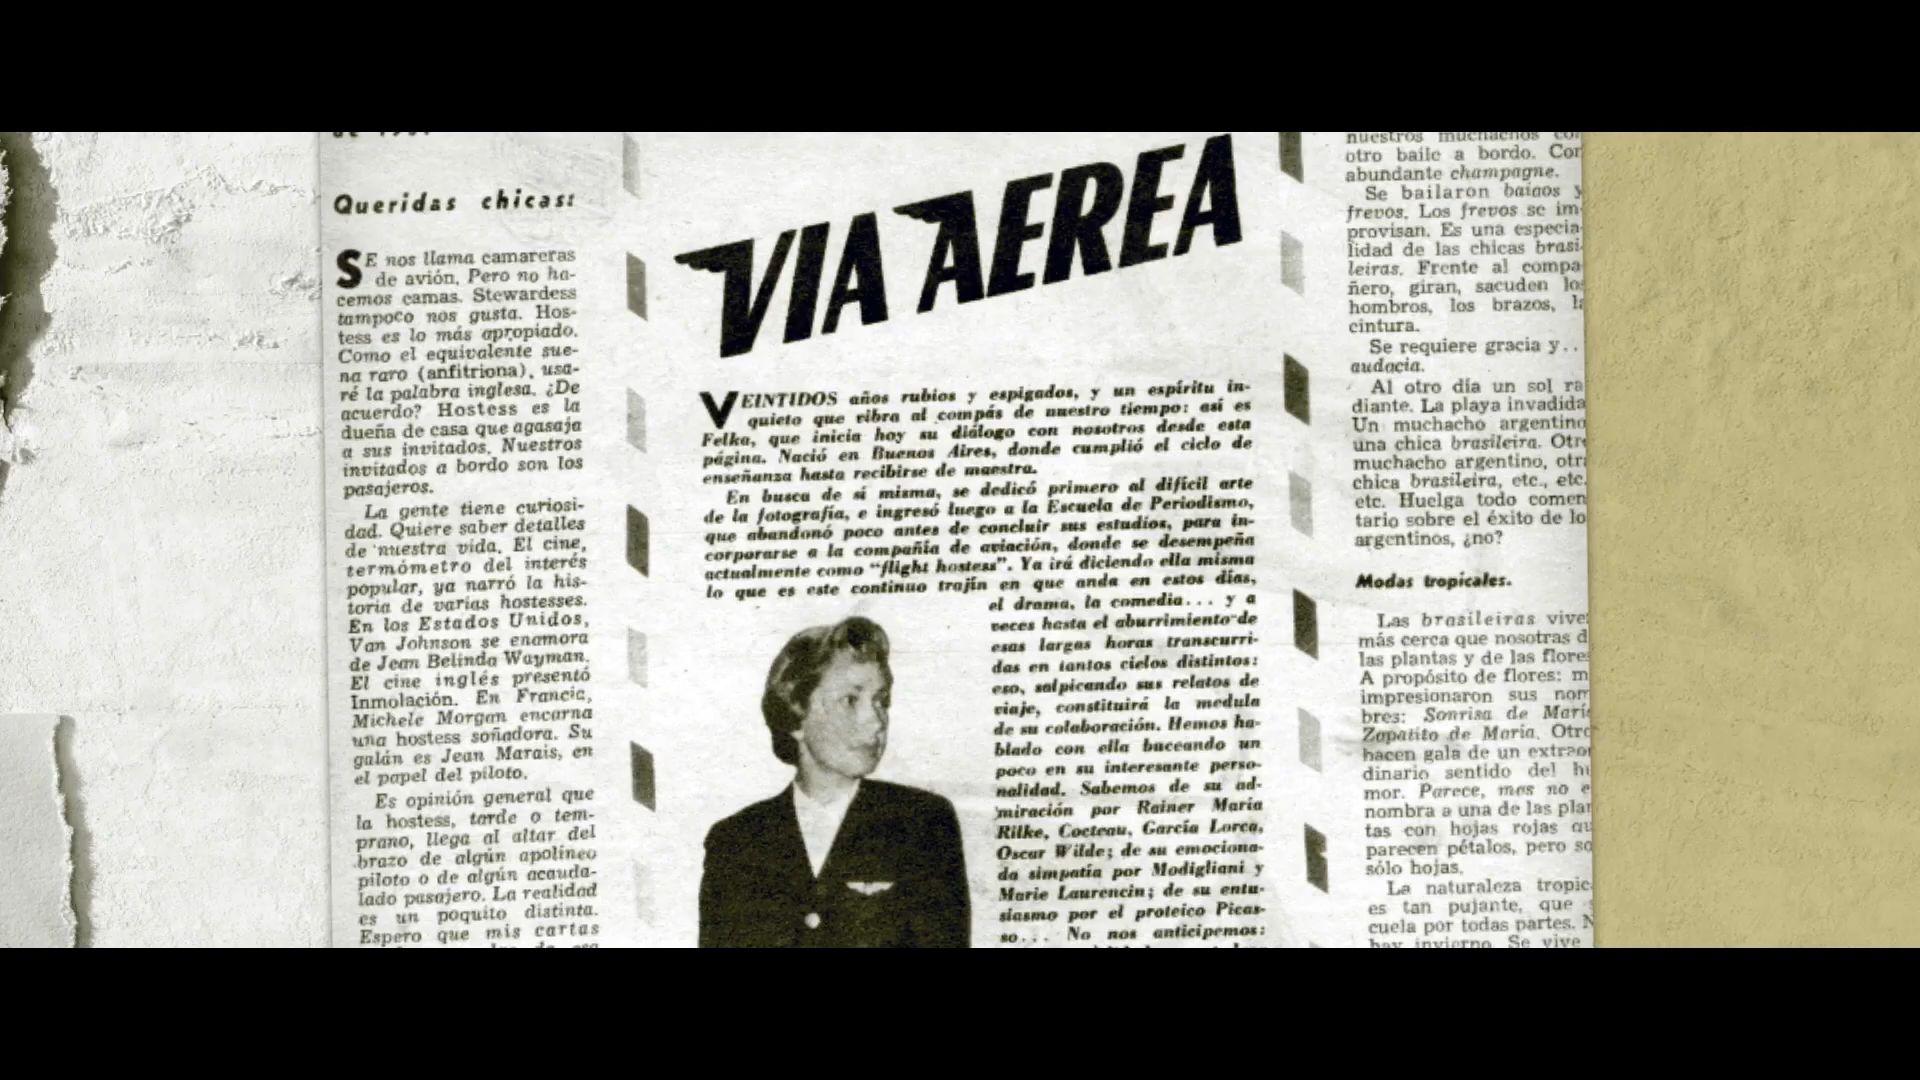 Queridas chicas:
SE nos llama camareras
de avión. Pero no ha-
cemos camas. Stewardess
tampoco nos gusta. Hos-
tess es lo más apropiado.
Como el equivalente sue-
na raro (anfitriona), usa-
ré la palabra inglesa. ¿De
acuerdo? Hostess es la
dueña de casa que agasaja
a sus invitados. Nuestros
invitados a bordo son los
pasajeros.
La gente tiene curiosi-
dad. Quiere saber detalles
de nuestra vida. El cine,
termómetro del interés
popular, ya narró la his-
toria de varias hostesses.
En los Estados Unidos,
Van Johnson se enamora
de Jean Belinda Wayman.
El cine inglés presentó
Inmolación. En Francia,
Michele Morgan encarna
una hostess soñadora. Su
galán es Jean Marais, en
el papel del piloto.
Es opinión general que
la hostess, tarde o tem-
prano, llega al altar del
brazo de algún apolíneo
piloto o de algún acauda-
lado pasajero. La realidad
es un poquito distinta.
Espero que mis cartas
VIA AEREA
VEINTIDOS años rubios y espigados, y un espíritu in-
quieto que vibra al compás de nuestro tiempo: así es
Felka, que inicia hoy su diálogo con nosotros desde esta
página. Nació en Buenos Aires, donde cumplió el ciclo de
enseñanza hasta recibirse de maestra.
En busca de sí misma, se dedicó primero al difícil arte
de la fotografía, e ingresó luego a la Escuela de Periodismo,
que abandonó poco antes de concluir sus estudios, para in-
corporarse a la compañía de aviación, donde se desempeña
actualmente como "flight hostess". Ya irá diciendo ella misma
lo que es este continuo trajín en que anda en estos días,
el drama, la comedia... y a
veces hasta el aburrimiento de
esas largas horas transcurri-
das en tantos cielos distintos:
eso, salpicando sus relatos de
viaje, constituirá la medula
de su colaboración. Hemos ha-
blado con ella buceando un
poco en su interesante perso-
nalidad. Sabemos de su ad-
miración por Rainer María
Rilke, Cocteau, García Lorca,
Oscar Wilde; de su emociona-
da simpatía por Modigliani y
Marie Laurencin; de su entu-
siasmo por el proteico Picas-
so... No nos anticipemos:
nuestros muchachos con
otro baile a bordo. Con
abundante champagne.
Se bailaron baiaos y
frevos. Los frevos se im-
provisan. Es una especia-
lidad de las chicas brasi-
leiras. Frente al compa-
ñero, giran, sacuden los
hombros, los brazos, la
cintura.
Se requiere gracia y...
audacia.
Al otro día un sol ra
diante. La playa invadida
Un muchacho argentino
una chica brasileira. Otro
muchacho argentino, otra
chica brasileira, etc., etc.
etc. Huelga todo comen
tario sobre el éxito de lo
argentinos, ¿no?
Modas tropicales.
Las brasileiras vive
más cerca que nosotras d
las plantas y de las flore
A propósito de flores: m
impresionaron sus nom
bres: Sonrisa de Marí
Zapatito de María. Otro
hacen gala de un extraor
dinario sentido del hu
mor. Parece, mas no e
nombra a una de las plan
tas con hojas rojas qu
parecen pétalos, pero so
sólo hojas.
La naturaleza tropic
es tan pujante, que s
cuela por todas partes. N
hay invierno. Se vive